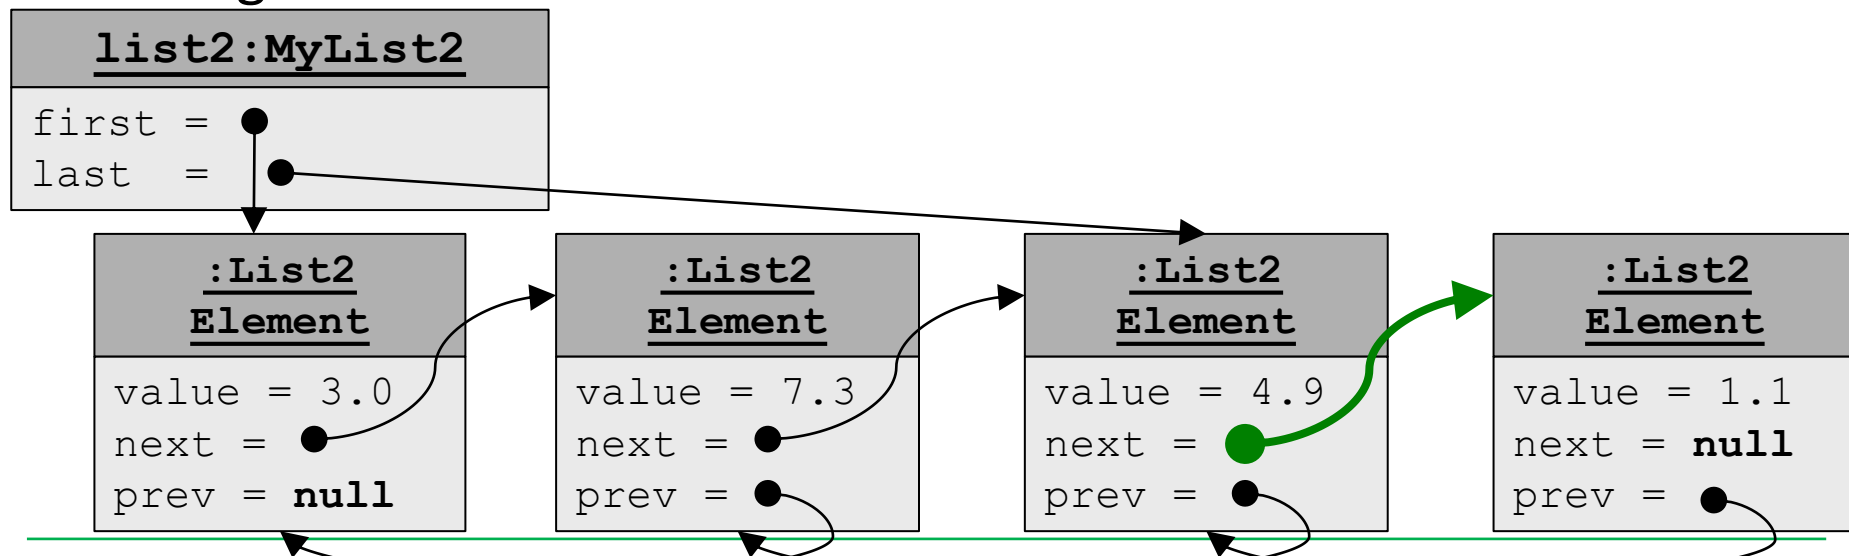 list2:MyList2
first =
last =
:List2
Element
value = 3.0
next =
prev = null
:List2
Element
value = 7.3
next =
prev =
:List2
Element
value = 4.9
next =
prev =
:List2
Element
value = 1.1
next = null
prev =